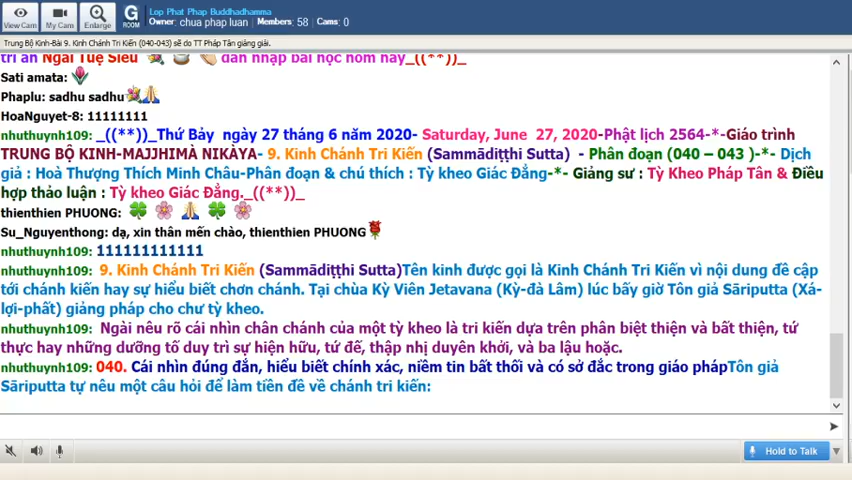 Lop Phat Phap Buddhadhamma
Owner: chua phap luan Members: 58 Cams: 0
View Cam
My Cam
Enlarge
G
ROOM
Trung Bộ Kinh-Bài 9. Kinh Chánh Tri Kiến (040-043) sẽ do TT Pháp Tân giảng giải.
tri ân Ngài Tuệ Siêu dẫn nhập bài học hôm nay_((**))_
Sati amata:
Phaplu: sadhu sadhu
HoaNguyet-8: 11111111
nhuthuynh109: _((**))_Thứ Bảy ngày 27 tháng 6 năm 2020- Saturday, June 27, 2020-Phật lịch 2564-*-Giáo trình
TRUNG BỘ KINH-MAJJHIMÀ NIKÀYA- 9. Kinh Chánh Tri Kiến (Sammādiṭṭhi Sutta) - Phân đoạn (040 – 043 )-*- Dịch
giả : Hoà Thượng Thích Minh Châu-Phân đoạn & chú thích : Tỳ kheo Giác Đẳng-*- Giảng sư : Tỳ Kheo Pháp Tân & Điều
hợp thảo luận : Tỳ kheo Giác Đẳng._((**))_
thienthien PHUONG:
Su_Nguyenthong: dạ, xin thân mến chào, thienthien PHUONG
nhuthuynh109: 111111111111
nhuthuynh109: 9. Kinh Chánh Tri Kiến (Sammādiṭṭhi Sutta)Tên kinh được gọi là Kinh Chánh Tri Kiến vì nội dung đề cập
tới chánh kiến hay sự hiểu biết chơn chánh. Tại chùa Kỳ Viên Jetavana (Kỳ-đà Lâm) lúc bấy giờ Tôn giả Sāriputta (Xá-
lợi-phất) giảng pháp cho chư tỳ kheo.
nhuthuynh109: Ngài nêu rõ cái nhìn chân chánh của một tỳ kheo là tri kiến dựa trên phân biệt thiện và bất thiện, tứ
thực hay những dưỡng tố duy trì sự hiện hữu, tứ đế, thập nhị duyên khởi, và ba lậu hoặc.
nhuthuynh109: 040. Cái nhìn đúng đắn, hiểu biết chính xác, niềm tin bất thối và có sở đắc trong giáo phápTôn giả
Sāriputta tự nêu một câu hỏi để làm tiền đề về chánh tri kiến:
Hold to Talk